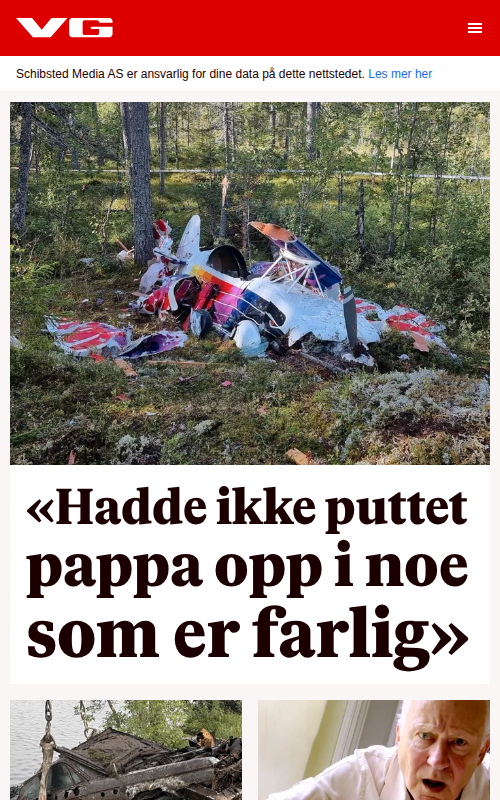 VG
Schibsted Media AS er ansvarlig for dine data på dette nettstedet. Les mer her
«Hadde ikke puttet
pappa opp i noe
som er farlig»